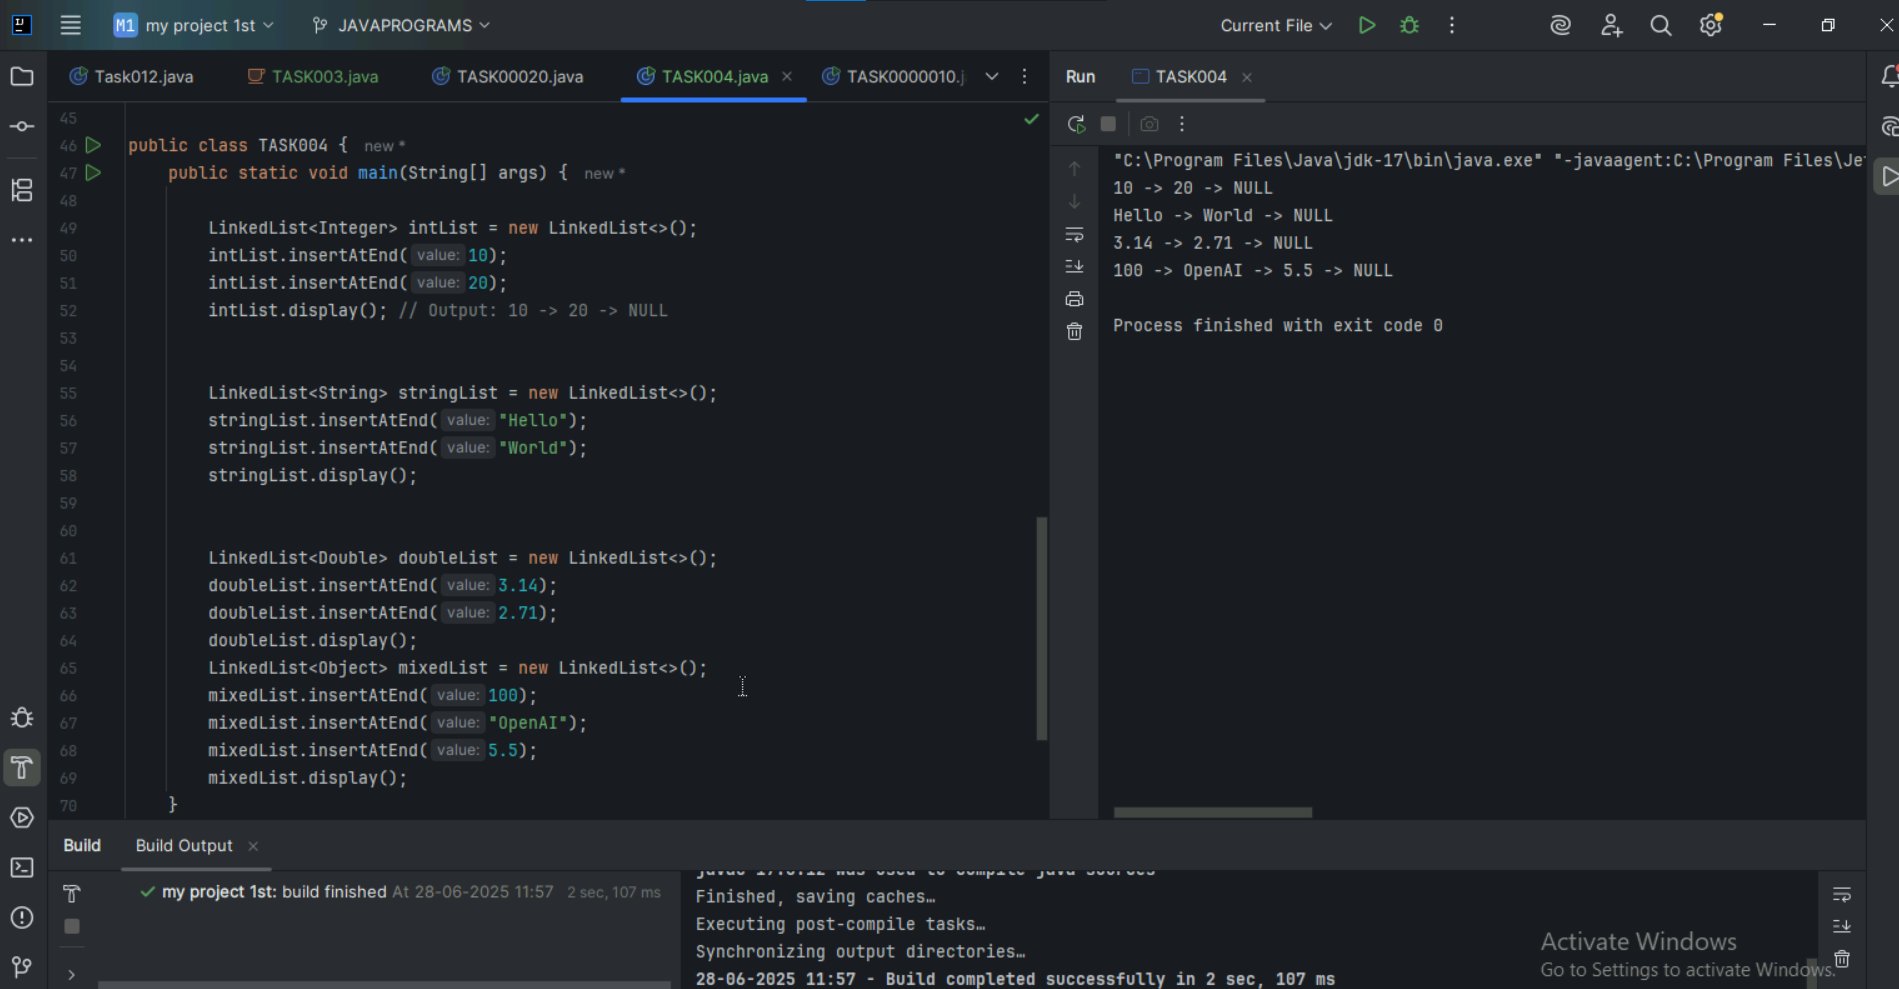 M1 my project 1st
JAVAPROGRAMS
Current File
Task012.java
TASK003.java
TASK00020.java
TASK004.java
TASK0000010.j
Run
TASK004
45
46 public class TASK004 { new *
47 public static void main(String[] args) { new *
48
49 LinkedList<Integer> intList = new LinkedList<>();
50 intList.insertAtEnd( value: 10);
51 intList.insertAtEnd( value: 20);
52 intList.display(); // Output: 10 -> 20 -> NULL
53
54
55 LinkedList<String> stringList = new LinkedList<>();
56 stringList.insertAtEnd( value: "Hello");
57 stringList.insertAtEnd( value: "World");
58 stringList.display();
59
60
61 LinkedList<Double> doubleList = new LinkedList<>();
62 doubleList.insertAtEnd( value: 3.14);
63 doubleList.insertAtEnd( value: 2.71);
64 doubleList.display();
65 LinkedList<Object> mixedList = new LinkedList<>();
66 mixedList.insertAtEnd( value: 100);
67 mixedList.insertAtEnd( value: "OpenAI");
68 mixedList.insertAtEnd( value: 5.5);
69 mixedList.display();
70 }
"C:\Program Files\Java\jdk-17\bin\java.exe" "-javaagent:C:\Program Files\Je
10 -> 20 -> NULL
Hello -> World -> NULL
3.14 -> 2.71 -> NULL
100 -> OpenAI -> 5.5 -> NULL
Process finished with exit code 0
Build
Build Output
my project 1st: build finished At 28-06-2025 11:57 2 sec, 107 ms
was used to compile java sources
Finished, saving caches…
Executing post-compile tasks…
Synchronizing output directories…
28-06-2025 11:57 - Build completed successfully in 2 sec, 107 ms
Activate Windows
Go to Settings to activate Windows.